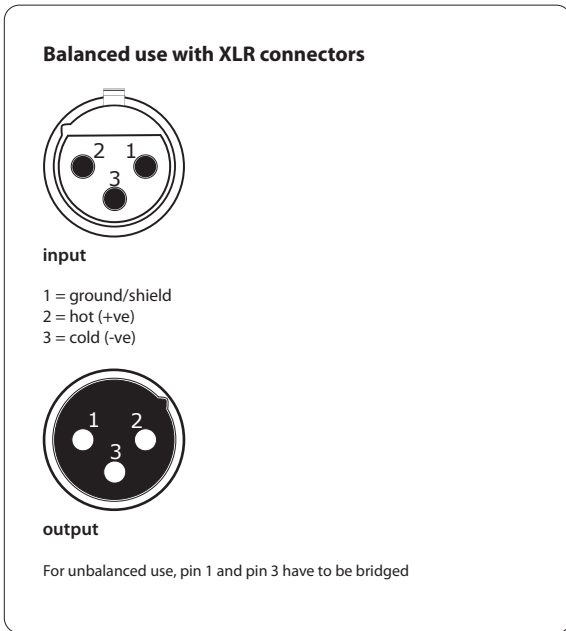 Balanced use with XLR connectors
2 1
3
input
1 = ground/shield
2 = hot (+ve)
3 = cold (-ve)
1 2
3
output
For unbalanced use, pin 1 and pin 3 have to be bridged